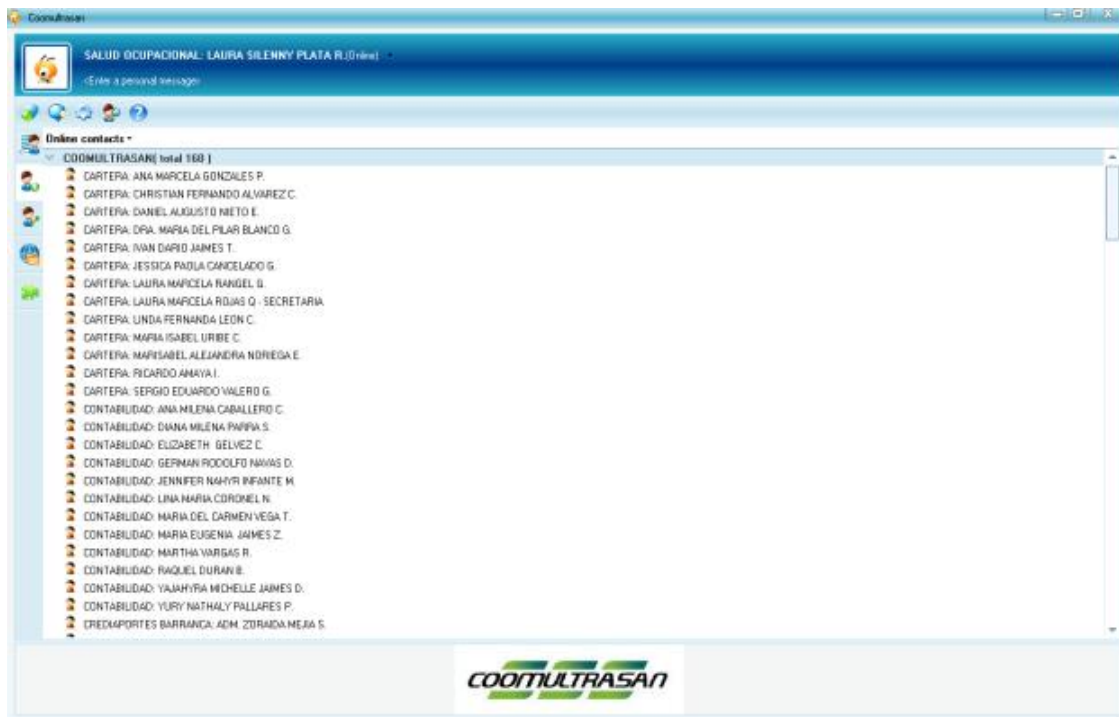 Coomultrasan
SALUD OCUPACIONAL: LAURA SILENNY PLATA R.(Online)
<Enter a personal message>
Online contacts
COOMULTRASAN( total 168 )
CARTERA: ANA MARCELA GONZALES P.
CARTERA: CHRISTIAN FERNANDO ALVAREZ C.
CARTERA: DANIEL AUGUSTO NIETO E.
CARTERA: DRA. MARIA DEL PILAR BLANCO G.
CARTERA: IVAN DARIO JAIMES T.
CARTERA: JESSICA PAOLA CANCELADO G.
CARTERA: LAURA MARCELA RANGEL G.
CARTERA: LAURA MARCELA ROJAS Q - SECRETARIA
CARTERA: LINDA FERNANDA LEON C.
CARTERA: MARIA ISABEL URIBE C.
CARTERA: MARISABEL ALEJANDRA NORIEGA E.
CARTERA: RICARDO AMAYA I.
CARTERA: SERGIO EDUARDO VALERO G.
CONTABILIDAD: ANA MILENA CABALLERO C.
CONTABILIDAD: DIANA MILENA PARRA S.
CONTABILIDAD: ELIZABETH GELVEZ C.
CONTABILIDAD: GERMAN RODOLFO NAVAS D.
CONTABILIDAD: JENNIFER NAHYR INFANTE M.
CONTABILIDAD: LINA MARIA CORONEL N.
CONTABILIDAD: MARIA DEL CARMEN VEGA T.
CONTABILIDAD: MARIA EUGENIA JAIMES Z.
CONTABILIDAD: MARTHA VARGAS R.
CONTABILIDAD: RAQUEL DURAN B.
CONTABILIDAD: YAJAHYRA MICHELLE JAIMES D.
CONTABILIDAD: YURY NATHALY PALLARES P.
CREDIAPORTES BARRANCA: ADM. ZORAIDA MEJIA S.
COOMULTRASAN